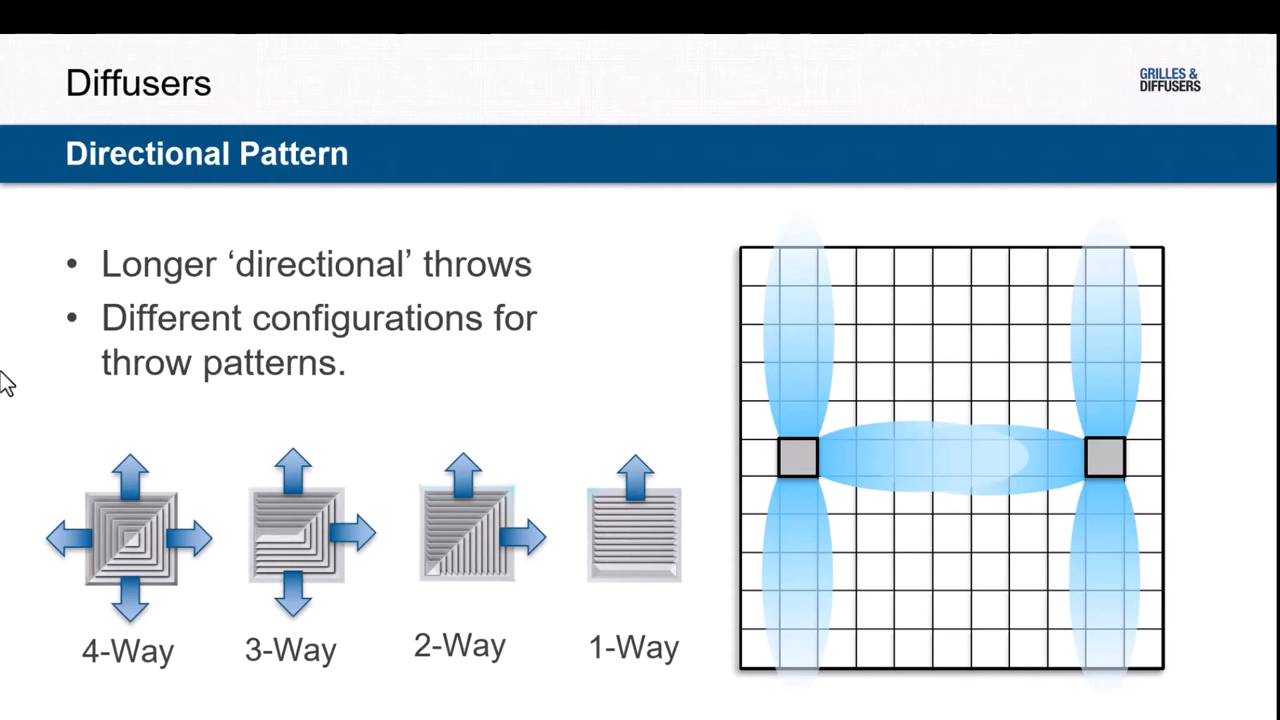 Diffusers
GRILLES &
DIFFUSERS
Directional Pattern
• Longer ‘directional’ throws
• Different configurations for
throw patterns.
4-Way
3-Way
2-Way
1-Way